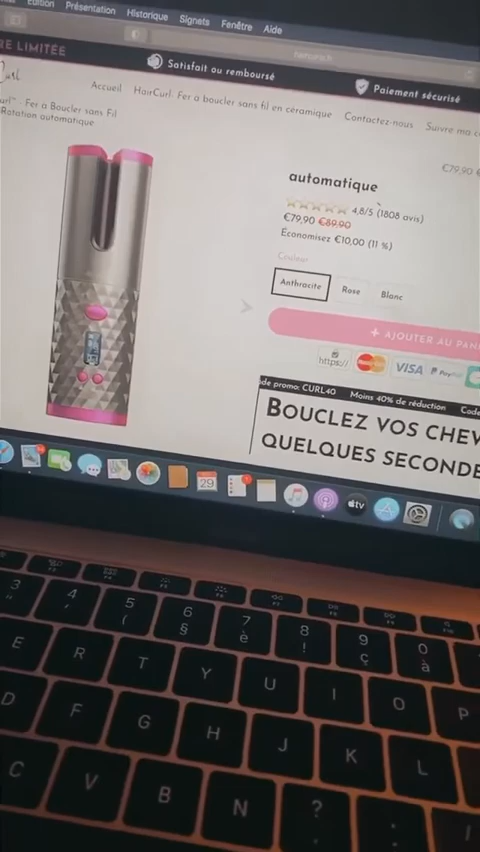 Édition Présentation Historique Signets Fenêtre Aide
RE LIMITÉE
Satisfait ou remboursé
Paiement sécurisé
Curl
Accueil HairCurl: Fer à boucler sans fil en céramique Contactez-nous Suivre ma c
url™ - Fer à Boucler sans Fil
Rotation automatique
€79,90 €
automatique
4,8/5 (1808 avis)
€79,90 €89,90
Économisez €10,00 (11 %)
Couleur
Anthracite Rose Blanc
+ AJOUTER AU PAN
https:// MasterCard VISA PayPal
de promo: CURL40 Moins 40% de réduction Code
BOUCLEZ VOS CHEV
QUELQUES SECONDE
29
tv
3 " 4 ' 5 ( 6 § 7 è 8 ! 9 ç 0 à
E R T Y U I O P
D F G H J K L
C V B N ? , . : /